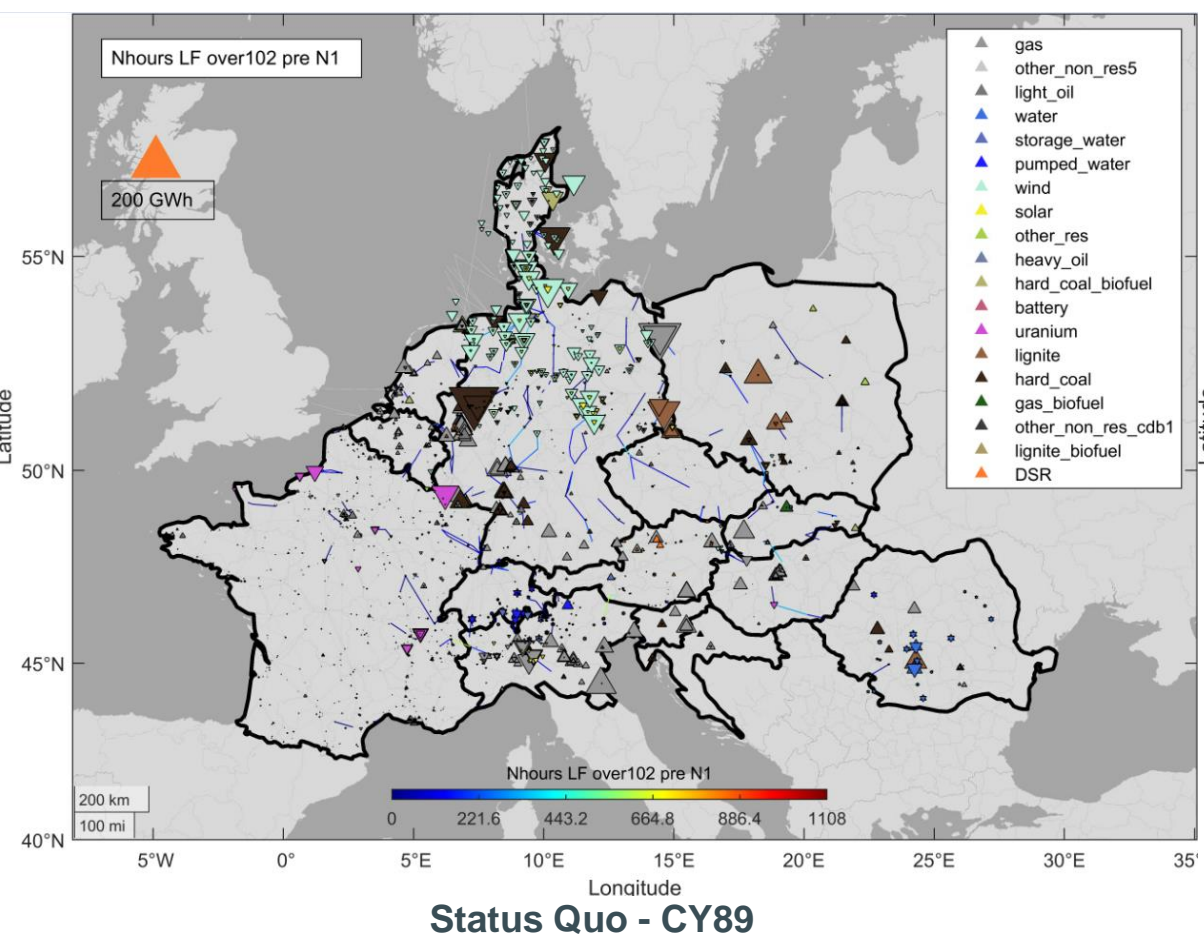 Nhours LF over102 pre N1
200 GWh
gas
other_non_res5
light_oil
water
storage_water
pumped_water
wind
solar
other_res
heavy_oil
hard_coal_biofuel
battery
uranium
lignite
hard_coal
gas_biofuel
other_non_res_cdb1
lignite_biofuel
DSR
55°N
50°N
45°N
40°N
Latitude
Nhours LF over102 pre N1
0 221.6 443.2 664.8 886.4 1108
200 km
100 mi
5°W 0° 5°E 10°E 15°E 20°E 25°E 30°E 35°
Longitude
Status Quo - CY89